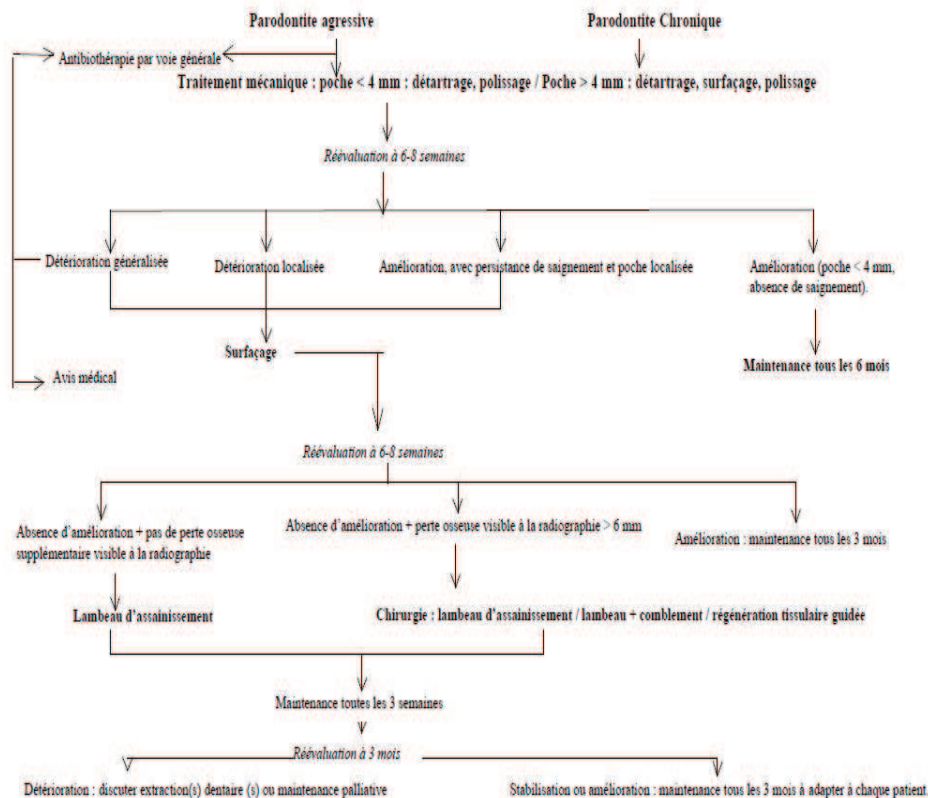 Parodontite agressive
Parodontite Chronique
Antibiothérapie par voie générale
Traitement mécanique : poche < 4 mm : détartrage, polissage / Poche > 4 mm : détartrage, surfaçage, polissage
Réévaluation à 6-8 semaines
Détérioration généralisée
Détérioration localisée
Amélioration, avec persistance de saignement et poche localisée
Amélioration (poche < 4 mm,
absence de saignement).
Surfaçage
Maintenance tous les 6 mois
Avis médical
Réévaluation à 6-8 semaines
Absence d'amélioration + pas de perte osseuse
supplémentaire visible à la radiographie
Absence d'amélioration + perte osseuse visible à la radiographie > 6 mm
Amélioration : maintenance tous les 3 mois
Lambeau d'assainissement
Chirurgie : lambeau d'assainissement / lambeau + comblement / régénération tissulaire guidée
Maintenance toutes les 3 semaines
Réévaluation à 3 mois
Détérioration : discuter extraction(s) dentaire (s) ou maintenance palliative
Stabilisation ou amélioration : maintenance tous les 3 mois à adapter à chaque patient.